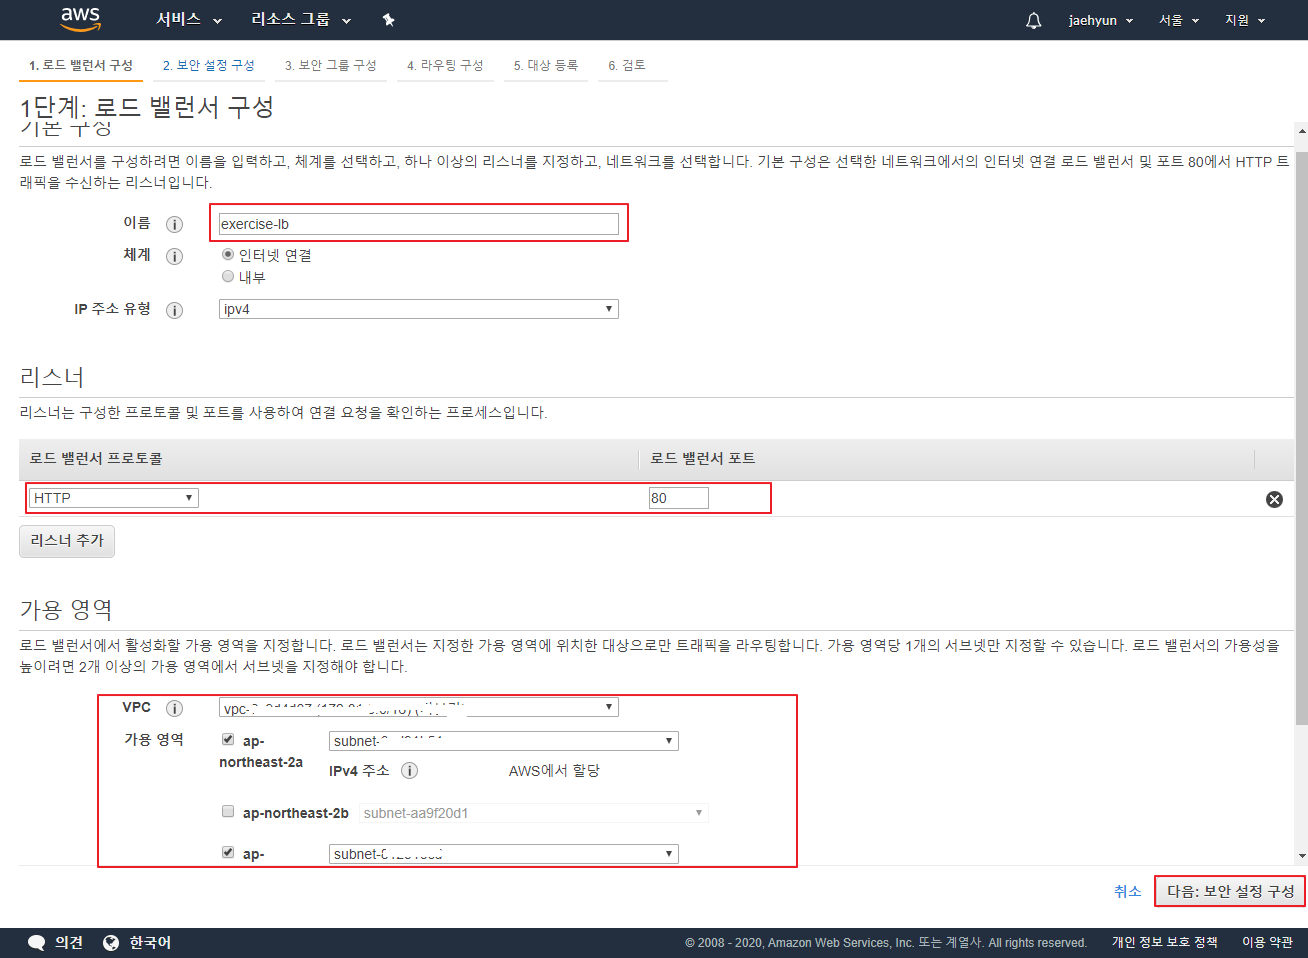 aws 서비스 리소스 그룹 jaehyun 서울 지원
1. 로드 밸런서 구성 2. 보안 설정 구성 3. 보안 그룹 구성 4. 라우팅 구성 5. 대상 등록 6. 검토
1단계: 로드 밸런서 구성
기본 구성
로드 밸런서를 구성하려면 이름을 입력하고, 체계를 선택하고, 하나 이상의 리스너를 지정하고, 네트워크를 선택합니다. 기본 구성은 선택한 네트워크에서의 인터넷 연결 로드 밸런서 및 포트 80에서 HTTP 트
래픽을 수신하는 리스너입니다.
이름 i exercise-lb
체계 i 인터넷 연결
내부
IP 주소 유형 i ipv4
리스너
리스너는 구성한 프로토콜 및 포트를 사용하여 연결 요청을 확인하는 프로세스입니다.
로드 밸런서 프로토콜 로드 밸런서 포트
HTTP 80
리스너 추가
가용 영역
로드 밸런서에서 활성화할 가용 영역을 지정합니다. 로드 밸런서는 지정한 가용 영역에 위치한 대상으로만 트래픽을 라우팅합니다. 가용 영역당 1개의 서브넷만 지정할 수 있습니다. 로드 밸런서의 가용성을
높이려면 2개 이상의 가용 영역에서 서브넷을 지정해야 합니다.
VPC i vpc-
가용 영역 ap- subnet-
northeast-2a
IPv4 주소 i AWS에서 할당
ap-northeast-2b subnet-aa9f20d1
ap- subnet-
취소 다음: 보안 설정 구성
의견 한국어 © 2008 - 2020, Amazon Web Services, Inc. 또는 계열사. All rights reserved. 개인 정보 보호 정책 이용 약관